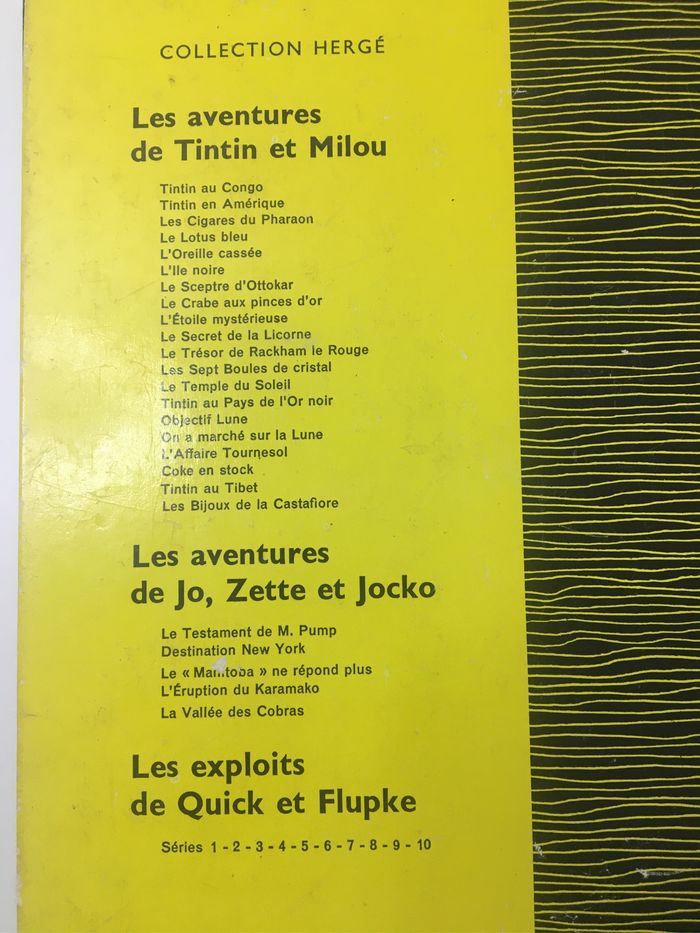 COLLECTION HERGÉ
Les aventures
de Tintin et Milou
Tintin au Congo
Tintin en Amérique
Les Cigares du Pharaon
Le Lotus bleu
L'Oreille cassée
L'Ile noire
Le Sceptre d'Ottokar
Le Crabe aux pinces d'or
L'Étoile mystérieuse
Le Secret de la Licorne
Le Trésor de Rackham le Rouge
Les Sept Boules de cristal
Le Temple du Soleil
Tintin au Pays de l'Or noir
Objectif Lune
On a marché sur la Lune
L'Affaire Tournesol
Coke en stock
Tintin au Tibet
Les Bijoux de la Castafiore
Les aventures
de Jo, Zette et Jocko
Le Testament de M. Pump
Destination New York
Le « Manitoba » ne répond plus
L'Éruption du Karamako
La Vallée des Cobras
Les exploits
de Quick et Flupke
Séries 1 - 2 - 3 - 4 - 5 - 6 - 7 - 8 - 9 - 10